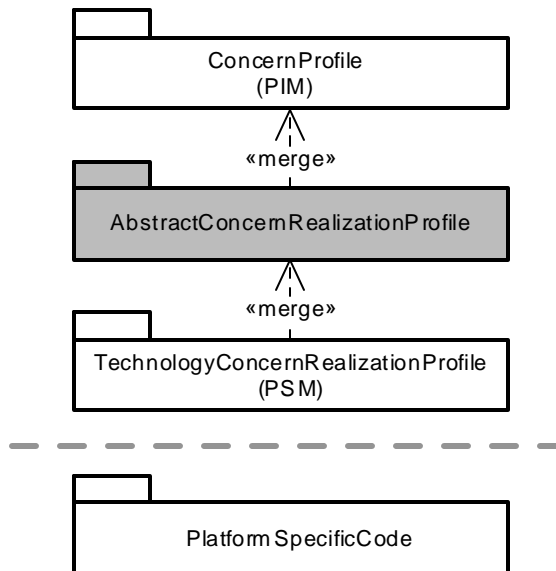 ConcernProfile
(PIM)
«merge»
AbstractConcernRealizationProfile
«merge»
TechnologyConcernRealizationProfile
(PSM)
PlatformSpecificCode